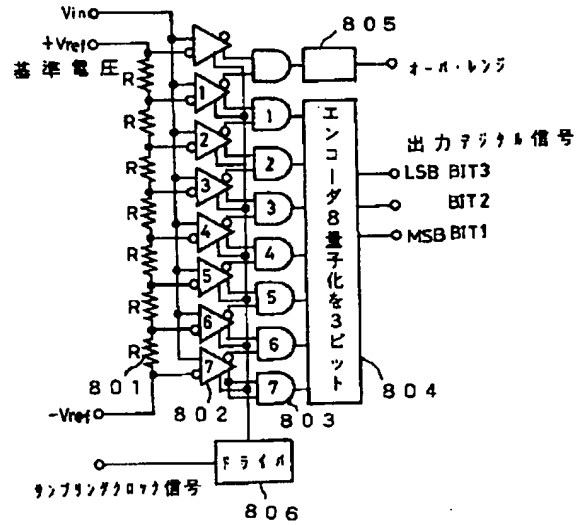 Vin
+Vref
基準電圧
R
R
R
R
R
R
R
801
-Vref
サンプリングクロック信号
1
2
3
4
5
6
7
802
1
2
3
4
5
6
7
803
ドライバ
806
805
オーバ・レンジ
エンコーダ8量子化を3ビット
804
出力デジタル信号
LSB BIT3
BIT2
MSB BIT1